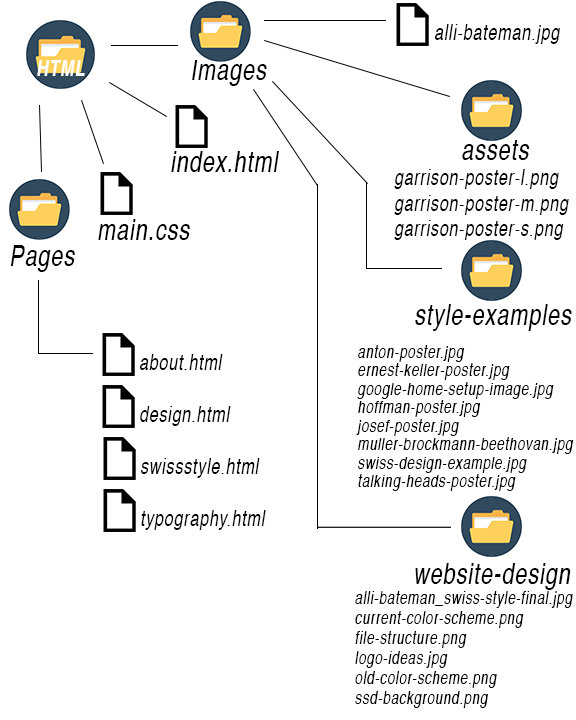 HTML
Images
alli-bateman.jpg
index.html
assets
garrison-poster-l.png
garrison-poster-m.png
garrison-poster-s.png
main.css
Pages
style-examples
anton-poster.jpg
ernest-keller-poster.jpg
google-home-setup-image.jpg
hoffman-poster.jpg
josef-poster.jpg
muller-brockmann-beethovan.jpg
swiss-design-example.jpg
talking-heads-poster.jpg
about.html
design.html
swissstyle.html
typography.html
website-design
alli-bateman_swiss-style-final.jpg
current-color-scheme.png
file-structure.png
logo-ideas.jpg
old-color-scheme.png
ssd-background.png